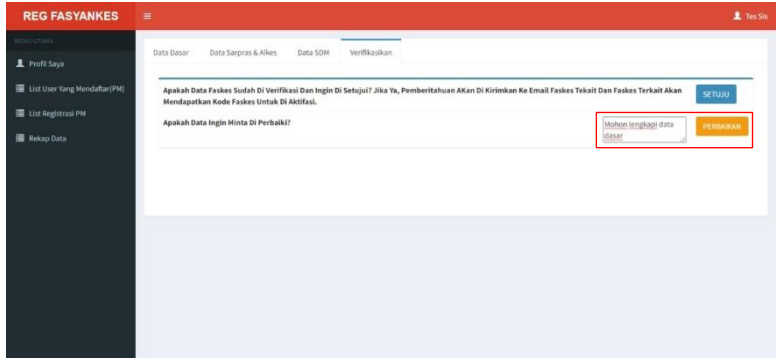 REG FASYANKES
Tes Sis
MENU UTAMA
Profil Saya
List User Yang Mendaftar(PM)
List Registrasi PM
Rekap Data
Data Dasar
Data Sarpras & Alkes
Data SDM
Verifikasikan
Apakah Data Faskes Sudah Di Verifikasi Dan Ingin Di Setujui? Jika Ya, Pemberitahuan AKan Di Kirimkan Ke Email Faskes Tekait Dan Faskes Terkait Akan
Mendapatkan Kode Faskes Untuk Di Aktifasi.
SETUJU
Apakah Data Ingin Minta Di Perbaiki?
Mohon lengkapi data
dasar
PERBAIKAN